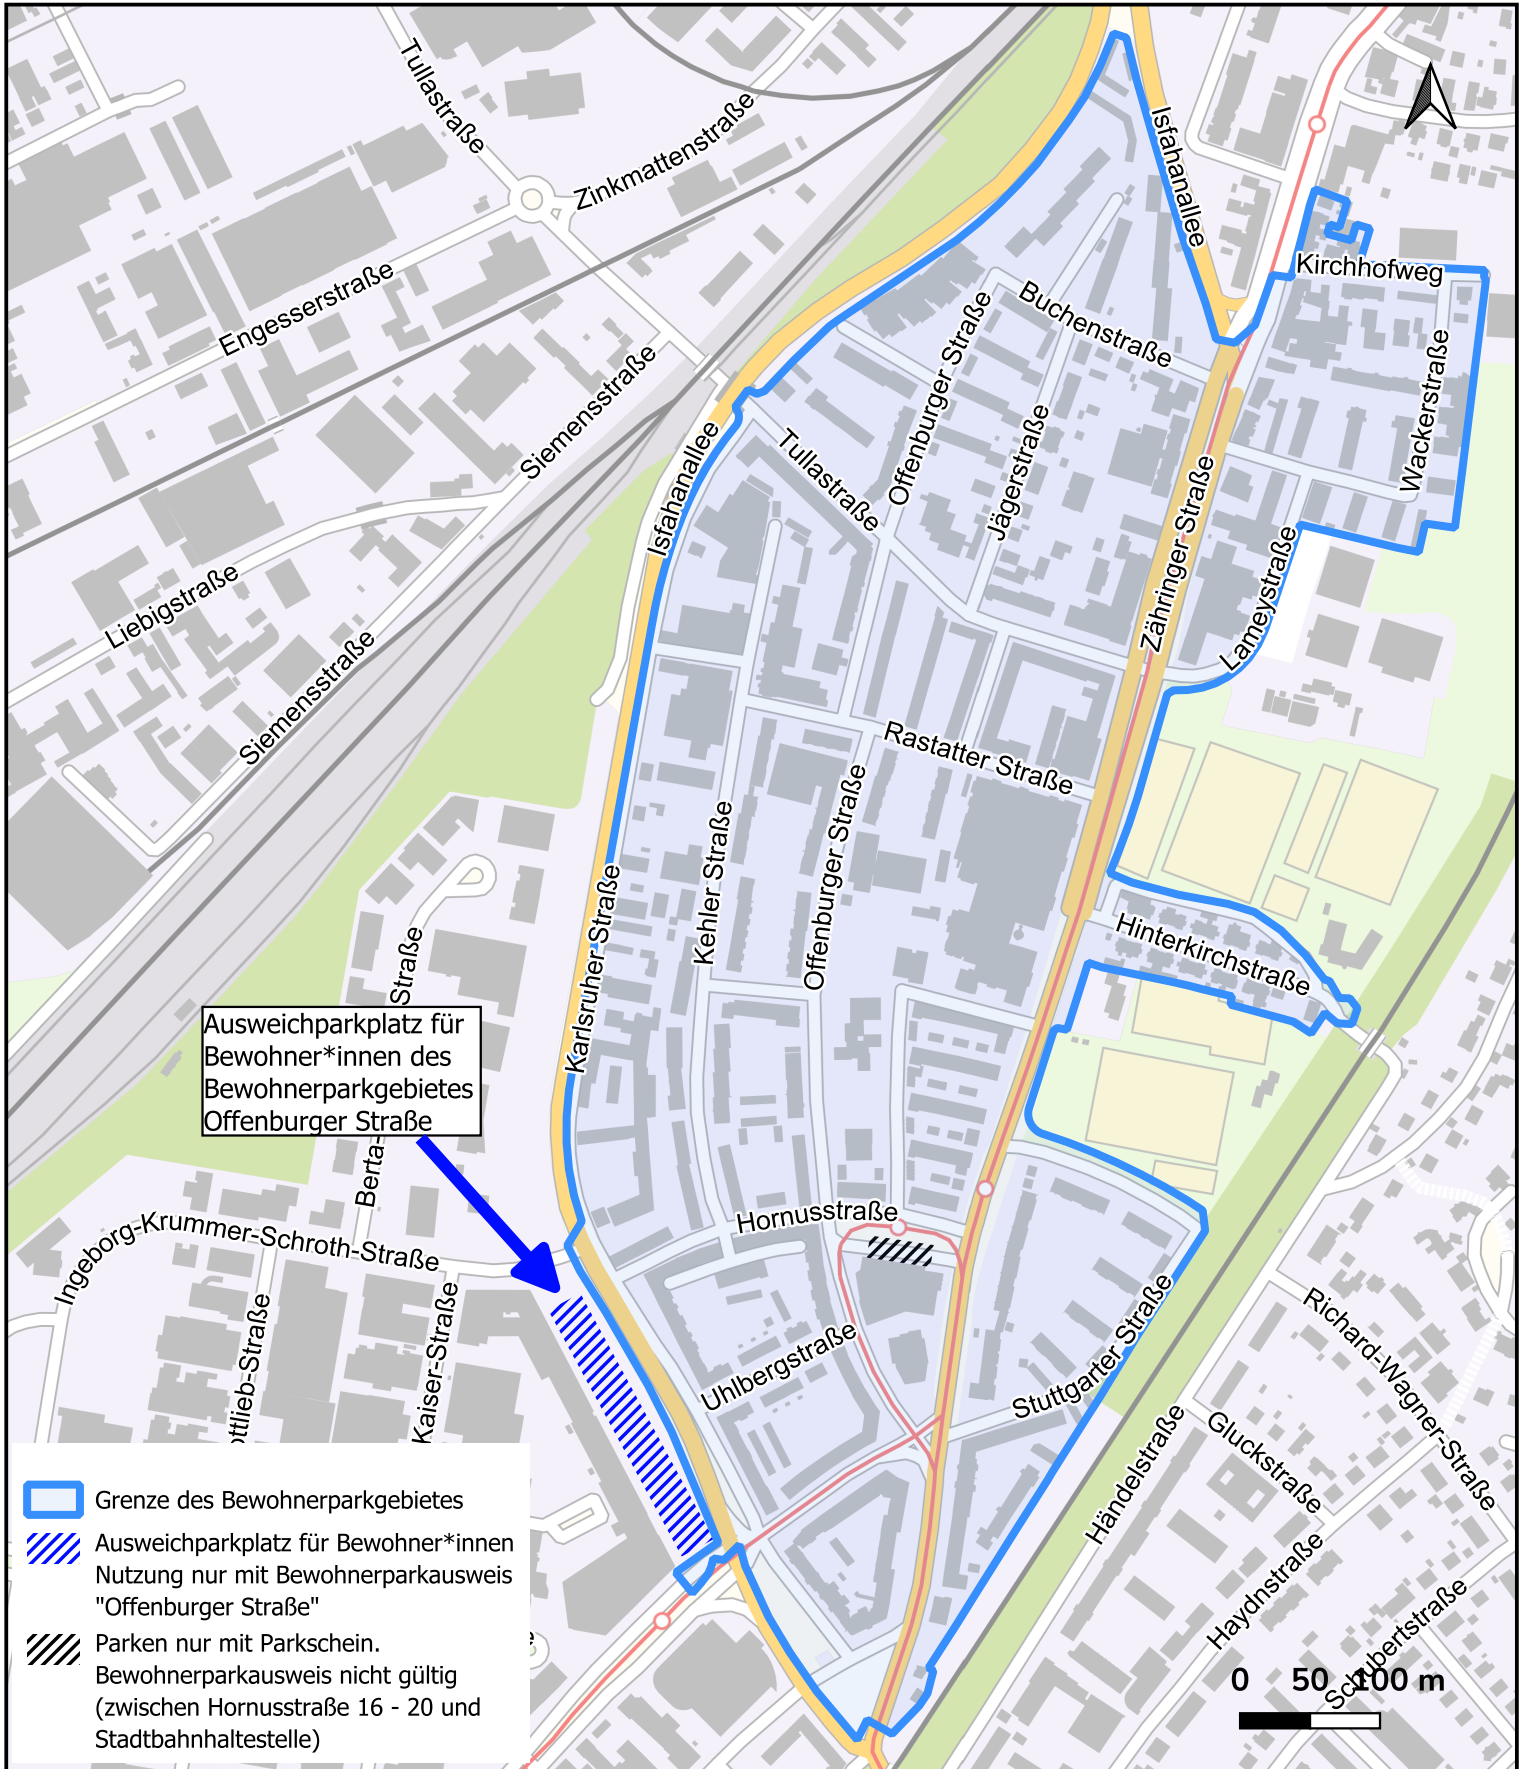 Tullastraße
Zinkmattenstraße
Isfahanallee
Kirchhofweg
Engesserstraße
Buchenstraße
Offenburger Straße
Wackerstraße
Siemensstraße
Jägerstraße
Tullastraße
Isfahanallee
Zähringer Straße
Lameystraße
Liebigstraße
Siemensstraße
Rastatter Straße
Offenburger Straße
Kehler Straße
Karlsruher Straße
Hinterkirchstraße
Straße
Ausweichparkplatz für
Bewohner*innen des
Bewohnerparkgebietes
Offenburger Straße
Berta-
Hornusstraße
Ingeborg-Krummer-Schroth-Straße
ottlieb-Straße
Kaiser-Straße
Uhlbergstraße
Stuttgarter Straße
Richard-Wagner-Straße
Gluckstraße
Händelstraße
Haydnstraße
Schubertstraße
Grenze des Bewohnerparkgebietes
Ausweichparkplatz für Bewohner*innen
Nutzung nur mit Bewohnerparkausweis
"Offenburger Straße"
Parken nur mit Parkschein.
Bewohnerparkausweis nicht gültig
(zwischen Hornusstraße 16 - 20 und
Stadtbahnhaltestelle)
0 50 100 m